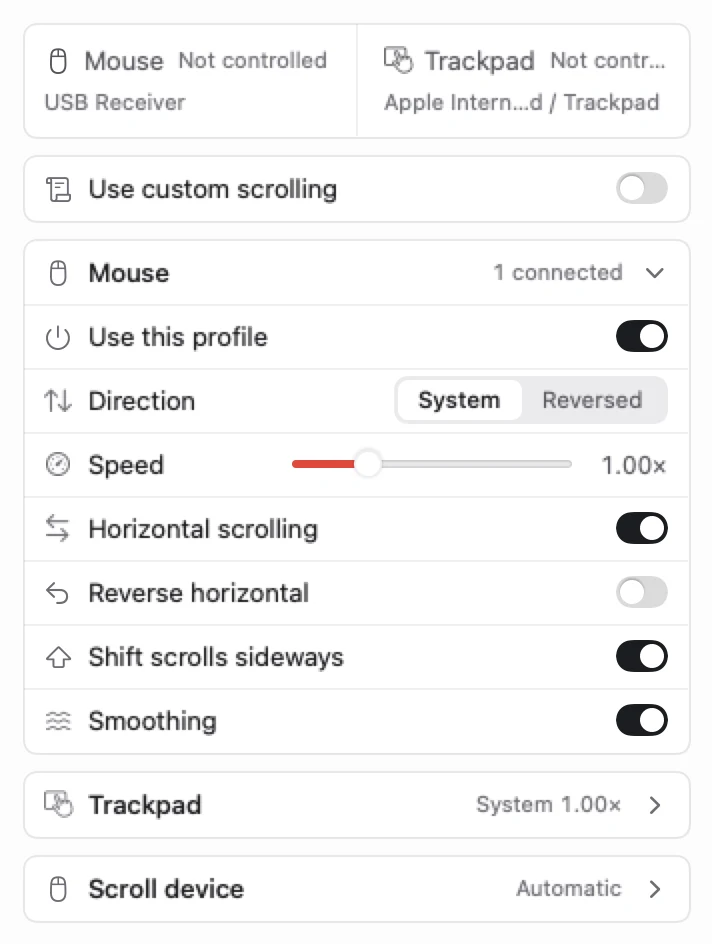 Mouse Not controlled
USB Receiver
Trackpad Not contr...
Apple Intern...d / Trackpad
Use custom scrolling
Mouse 1 connected
Use this profile
Direction System Reversed
Speed 1.00×
Horizontal scrolling
Reverse horizontal
Shift scrolls sideways
Smoothing
Trackpad System 1.00×
Scroll device Automatic